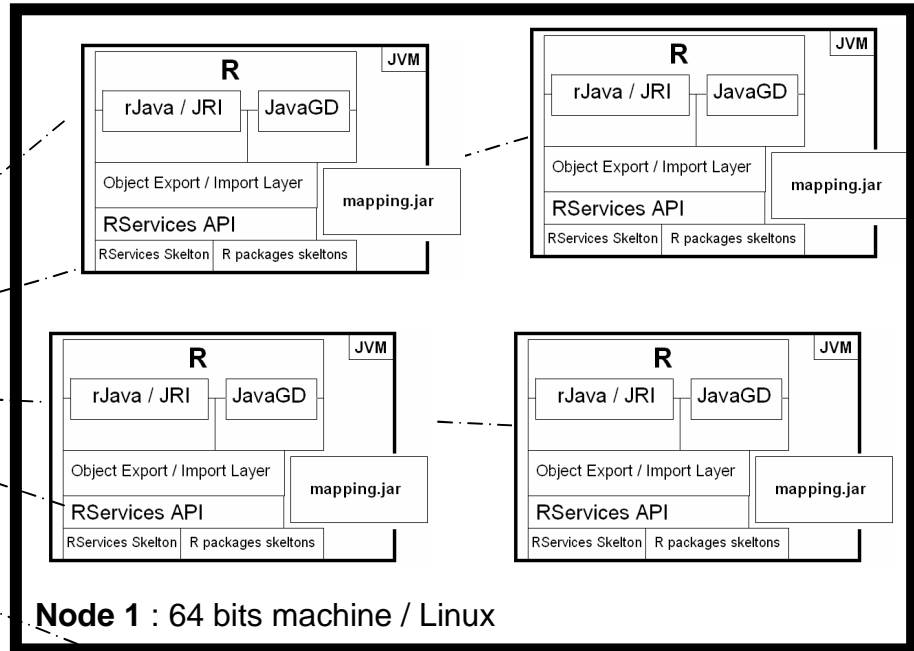 JVM
R
rJava / JRI JavaGD
Object Export / Import Layer
mapping.jar
RServices API
RServices Skelton R packages skeltons
JVM
R
rJava / JRI JavaGD
Object Export / Import Layer
mapping.jar
RServices API
RServices Skelton R packages skeltons
JVM
R
rJava / JRI JavaGD
Object Export / Import Layer
mapping.jar
RServices API
RServices Skelton R packages skeltons
JVM
R
rJava / JRI JavaGD
Object Export / Import Layer
mapping.jar
RServices API
RServices Skelton R packages skeltons
Node 1 : 64 bits machine / Linux